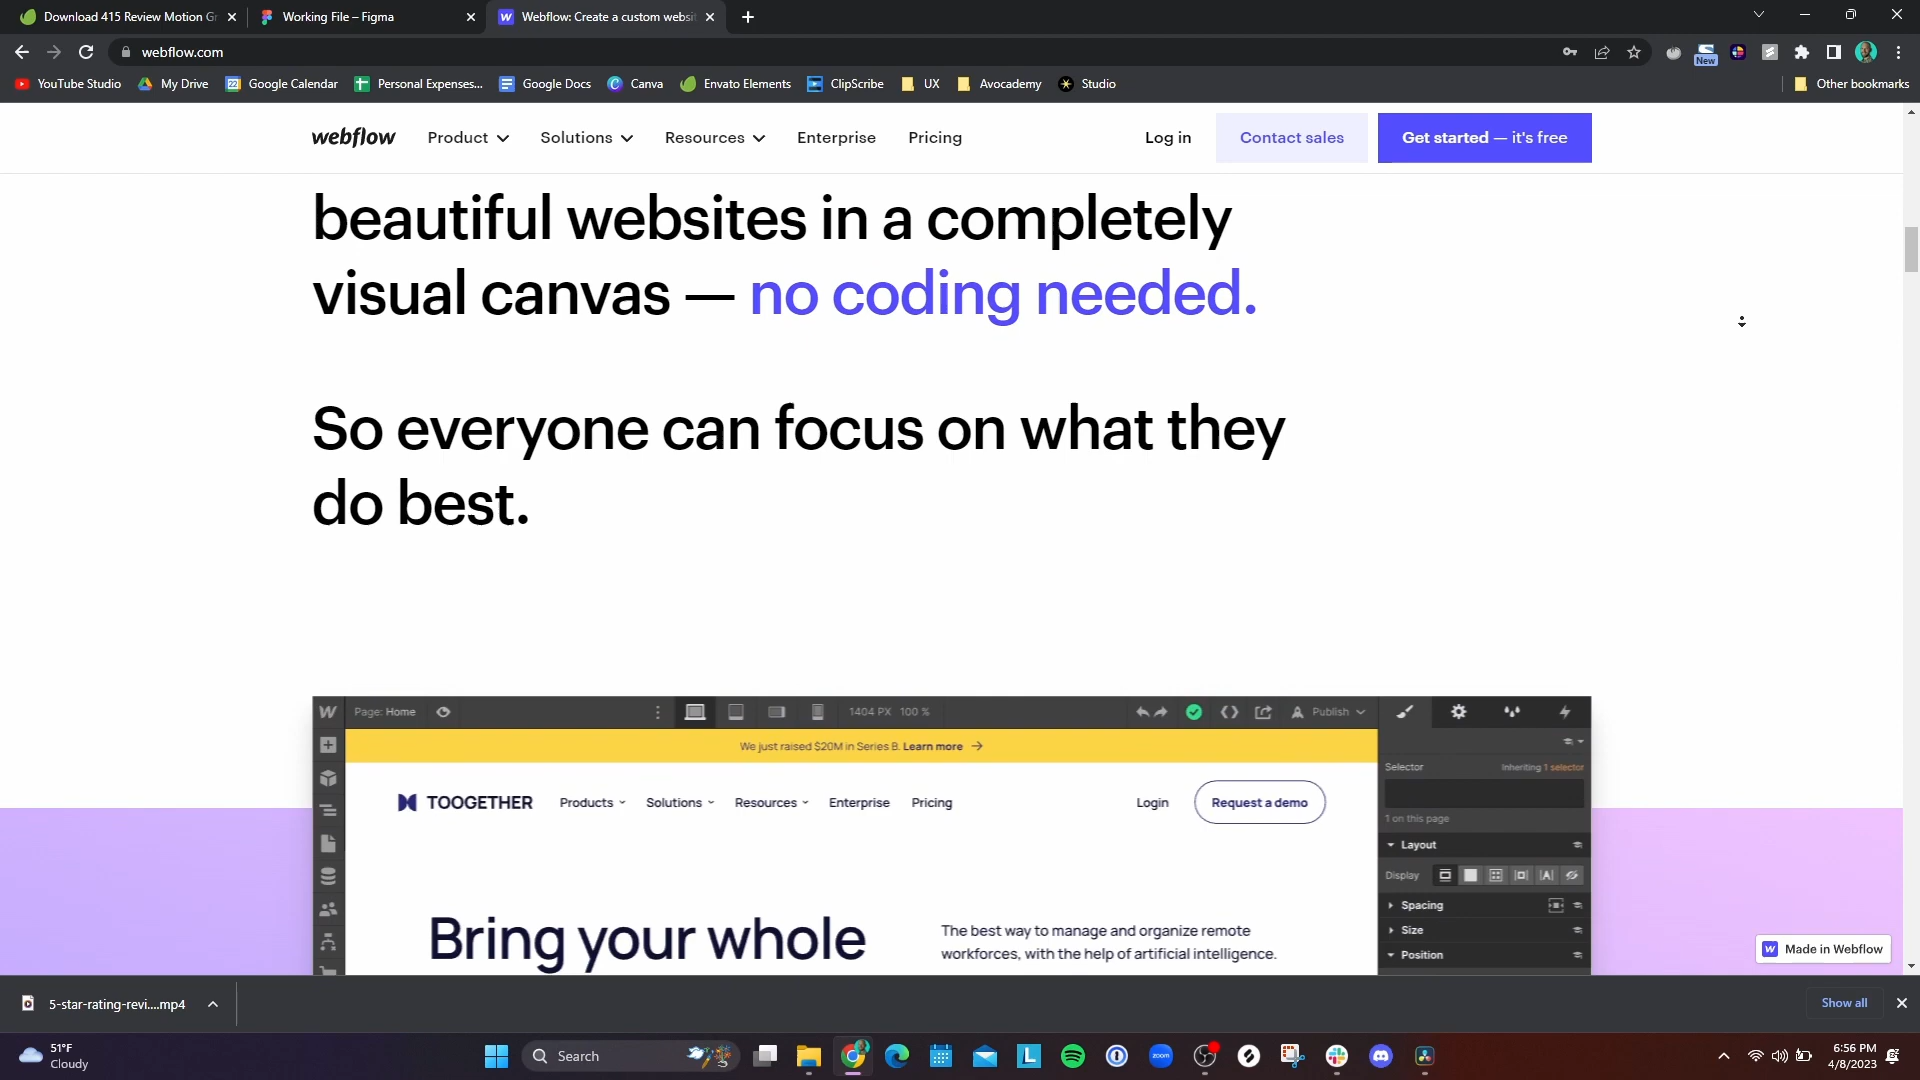 Download 415 Review Motion Gr
Working File – Figma
Webflow: Create a custom websi
webflow.com
New
YouTube Studio
My Drive
Google Calendar
Personal Expenses...
Google Docs
Canva
Envato Elements
ClipScribe
UX
Avocademy
Studio
Other bookmarks
webflow
Product
Solutions
Resources
Enterprise
Pricing
Log in
Contact sales
Get started — it's free
beautiful websites in a completely
visual canvas — no coding needed.
So everyone can focus on what they
do best.
Page: Home
1404 PX 100 %
Publish
We just raised $20M in Series B. Learn more
Selector
Inheriting 1 selector
1 on this page
TOOGETHER
Products
Solutions
Resources
Enterprise
Pricing
Login
Request a demo
Layout
Display
Spacing
Size
Position
Bring your whole
The best way to manage and organize remote
workforces, with the help of artificial intelligence.
Made in Webflow
5-star-rating-revi....mp4
Show all
51°F
Cloudy
Search
zoom
6:56 PM
4/8/2023